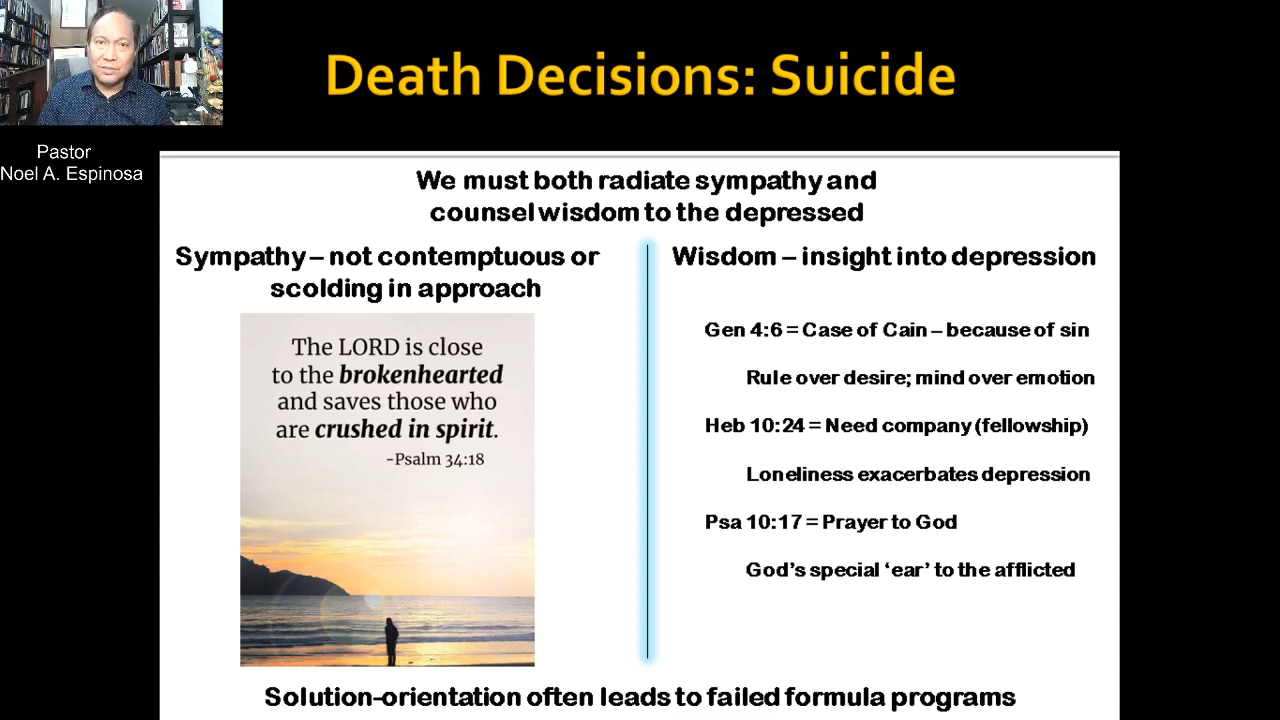 Death Decisions: Suicide
Pastor
Noel A. Espinosa
We must both radiate sympathy and
counsel wisdom to the depressed
Sympathy – not contemptuous or
scolding in approach
The LORD is close
to the brokenhearted
and saves those who
are crushed in spirit.
-Psalm 34:18
Wisdom – insight into depression
Gen 4:6 = Case of Cain – because of sin
Rule over desire; mind over emotion
Heb 10:24 = Need company (fellowship)
Loneliness exacerbates depression
Psa 10:17 = Prayer to God
God's special ‘ear’ to the afflicted
Solution-orientation often leads to failed formula programs